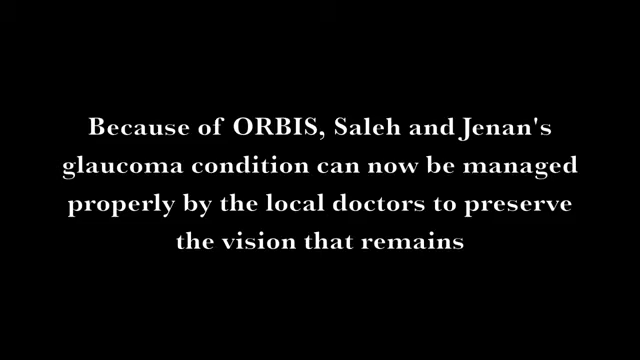 Because of ORBIS, Saleh and Jenan's
glaucoma condition can now be managed
properly by the local doctors to preserve
the vision that remains